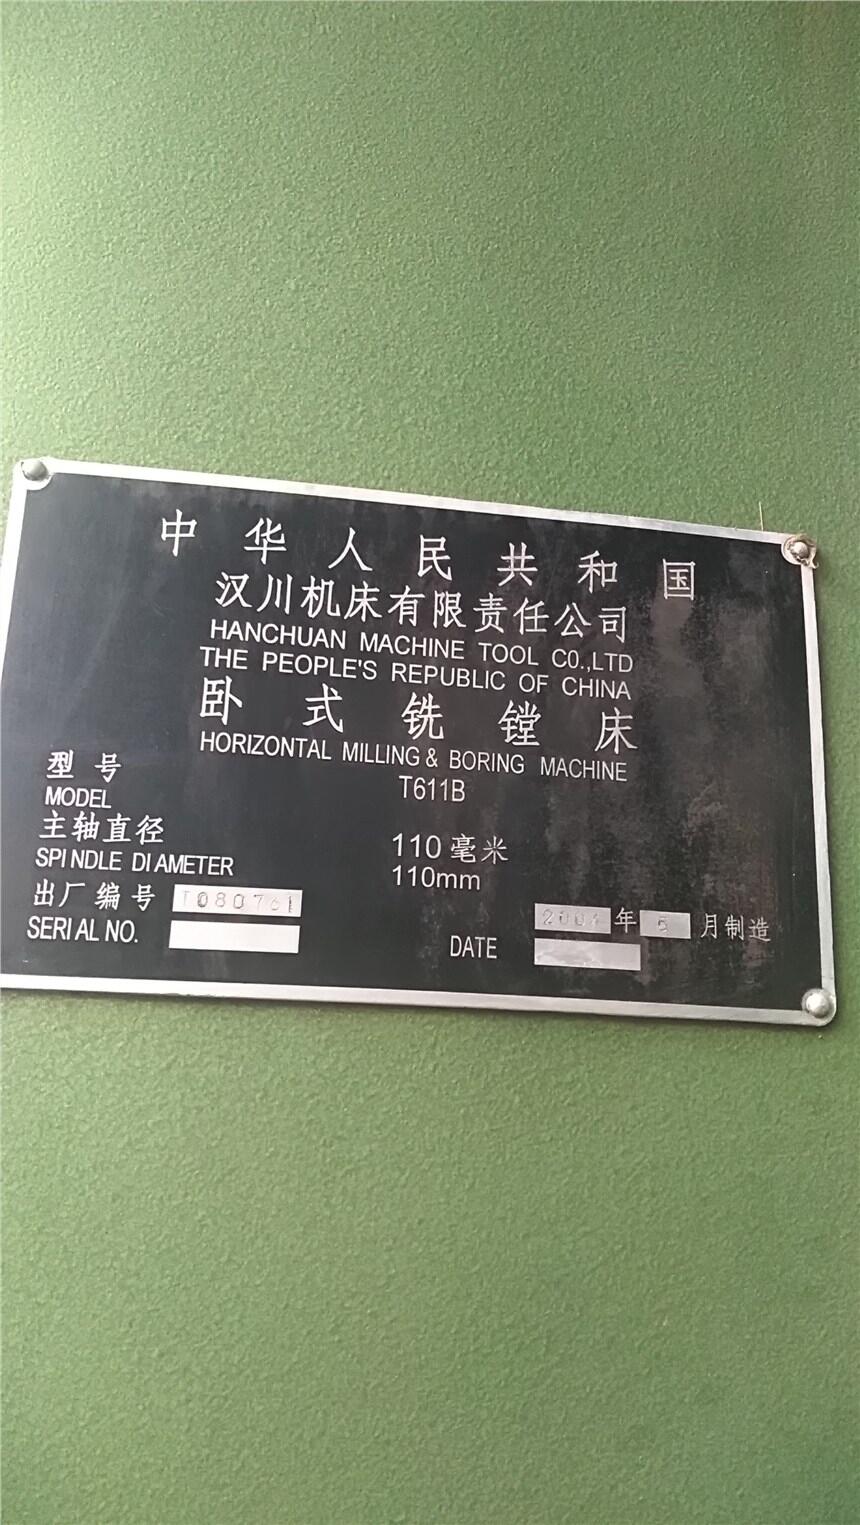 中华人民共和国
汉川机床有限责任公司
HANCHUAN MACHINE TOOL CO.,LTD
THE PEOPLE'S REPUBLIC OF CHINA
卧式铣镗床
HORIZONTAL MILLING & BORING MACHINE
型号
MODEL T611B
主轴直径 110毫米
SPINDLE DIAMETER 110mm
出厂编号
年 月制造
SERIAL NO. DATE